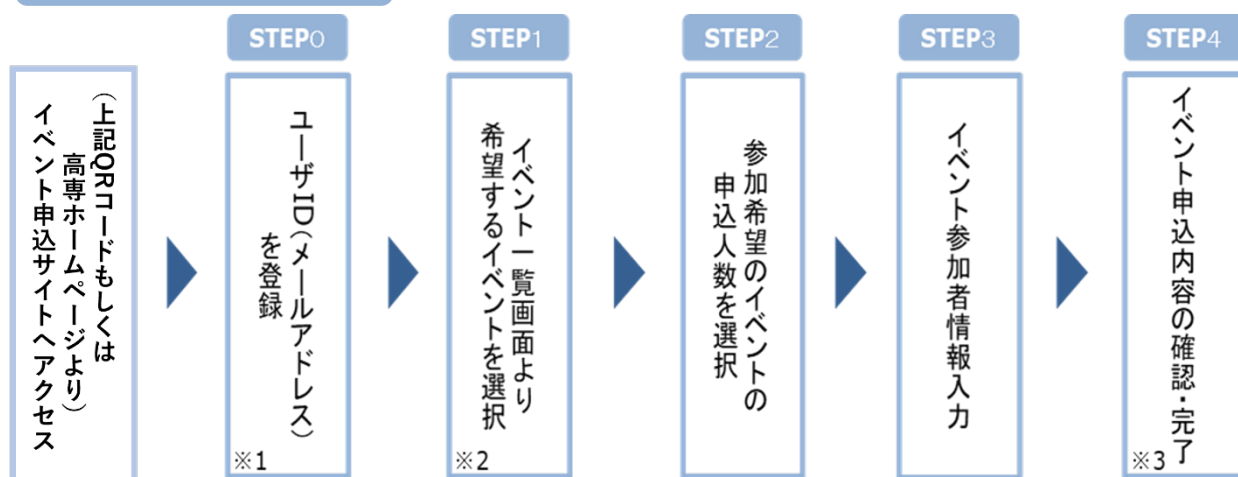 (上記QRコードもしくは
高専ホームページより)
イベント申込サイトへアクセス
STEP0
ユーザID(メールアドレス)
を登録
※1
STEP1
イベント一覧画面より
希望するイベントを選択
※2
STEP2
参加希望のイベントの
申込人数を選択
STEP3
イベント参加者情報入力
STEP4
イベント申込内容の確認・完了
※3